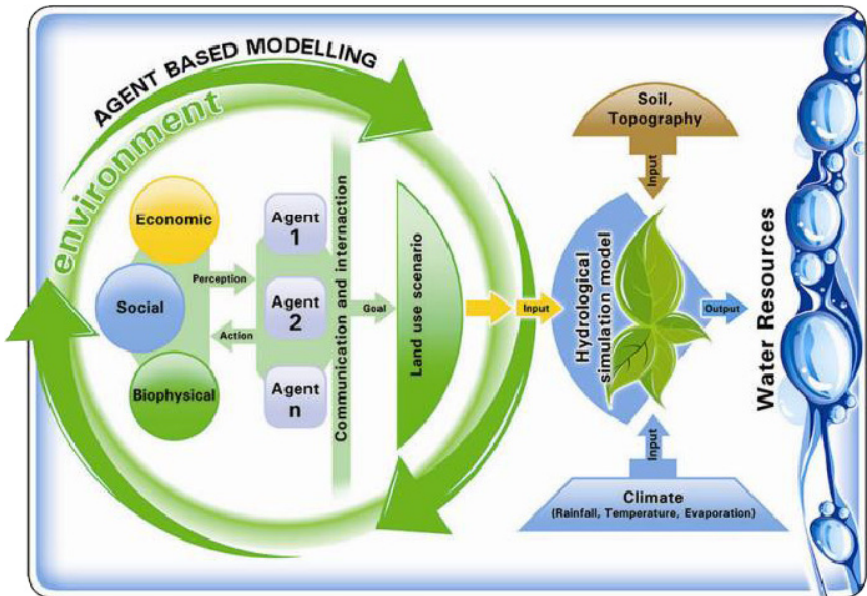 AGENT BASED MODELLING
environment
Economic
Social
Biophysical
Perception
Action
Agent
1
Agent
2
Agent
n
Communication and internaction
Goal
Land use scenario
Input
Soil,
Topography
Input
Hydrological
simulation model
Input
Climate
(Rainfall, Temperature, Evaporation)
Output
Water Resources